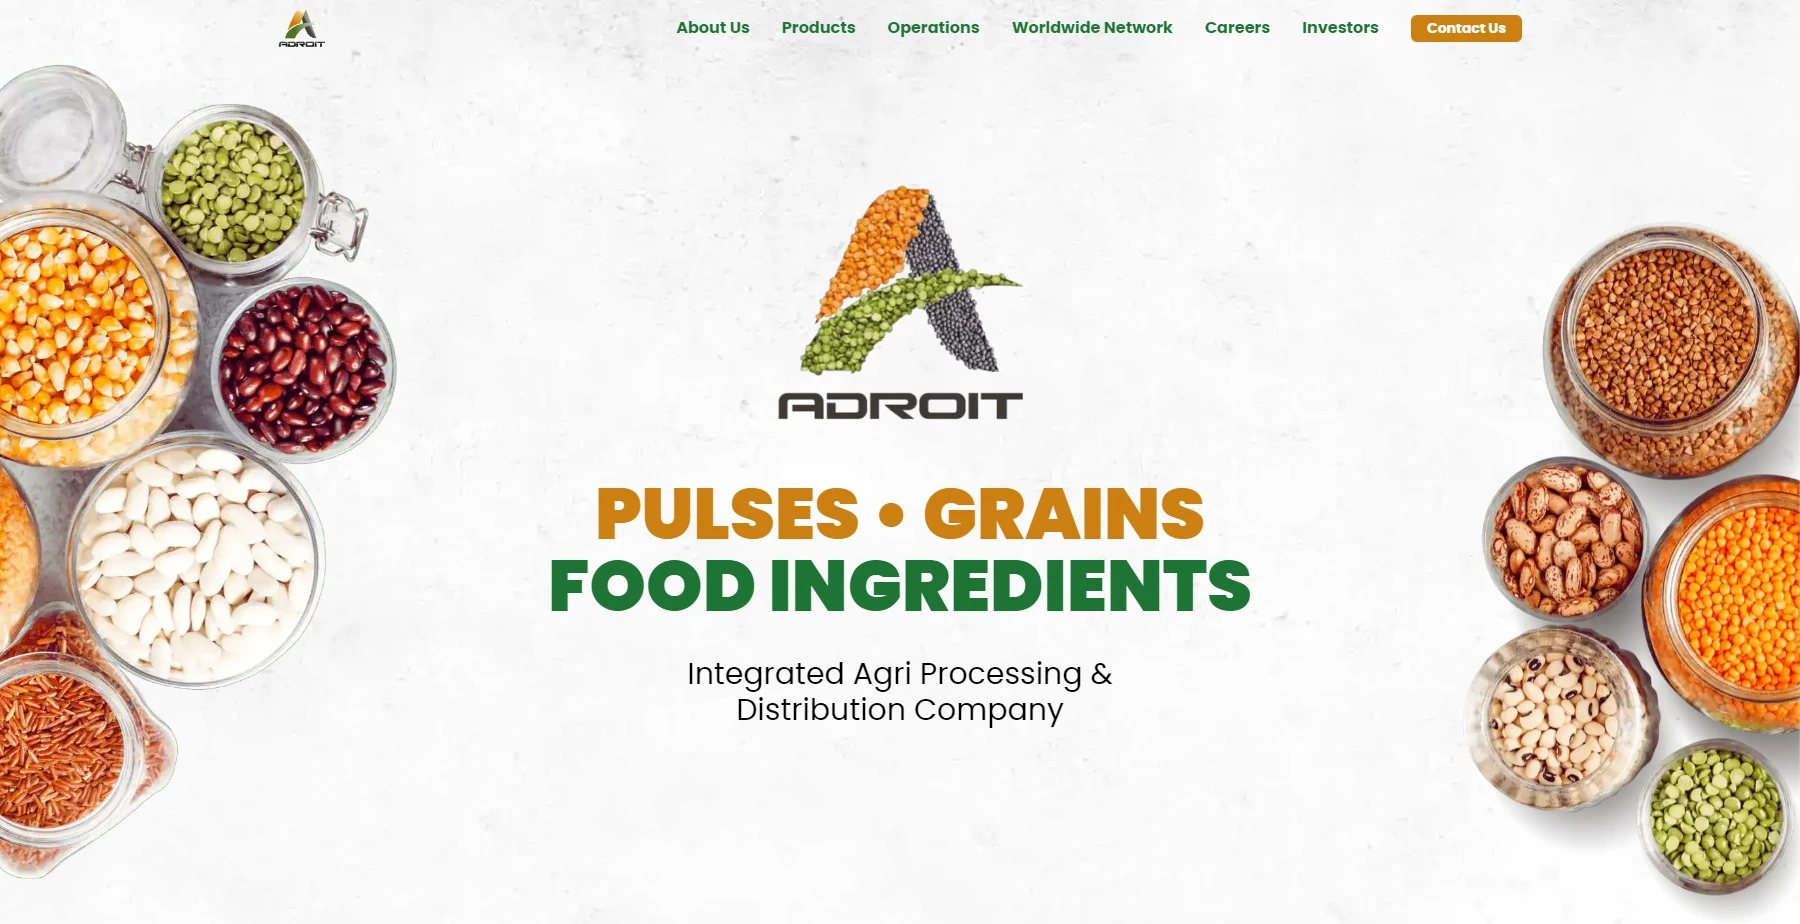 ADROIT
About Us
Products
Operations
Worldwide Network
Careers
Investors
Contact Us
ADROIT
PULSES • GRAINS
FOOD INGREDIENTS
Integrated Agri Processing &
Distribution Company